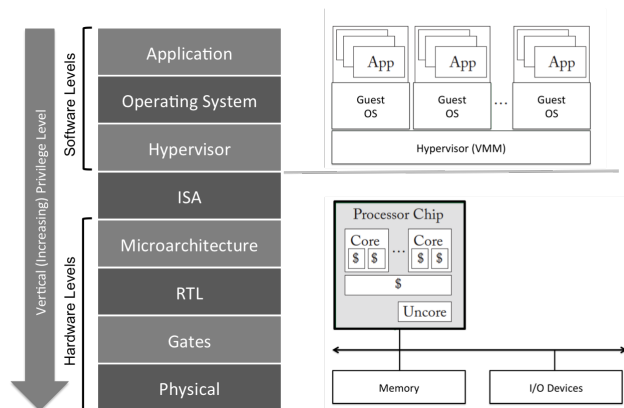 Vertical (Increasing) Privilege Level
Software Levels
Hardware Levels
Application
Operating System
Hypervisor
ISA
Microarchitecture
RTL
Gates
Physical
App
App
App
Guest
OS
Guest
OS
...
Guest
OS
Hypervisor (VMM)
Processor Chip
Core
...
Core
$ $
$ $
$
Uncore
Memory
I/O Devices